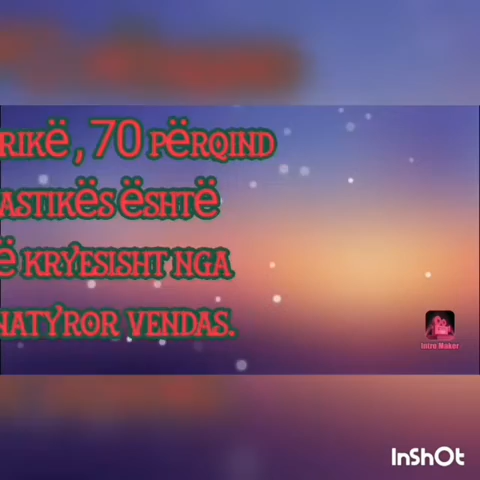 RIKË , 70 PËRQIND
ASTIKËS ËSHTË
Ë KRYESISHT NGA
NATYROR VENDAS.
Intro Maker
InShOt